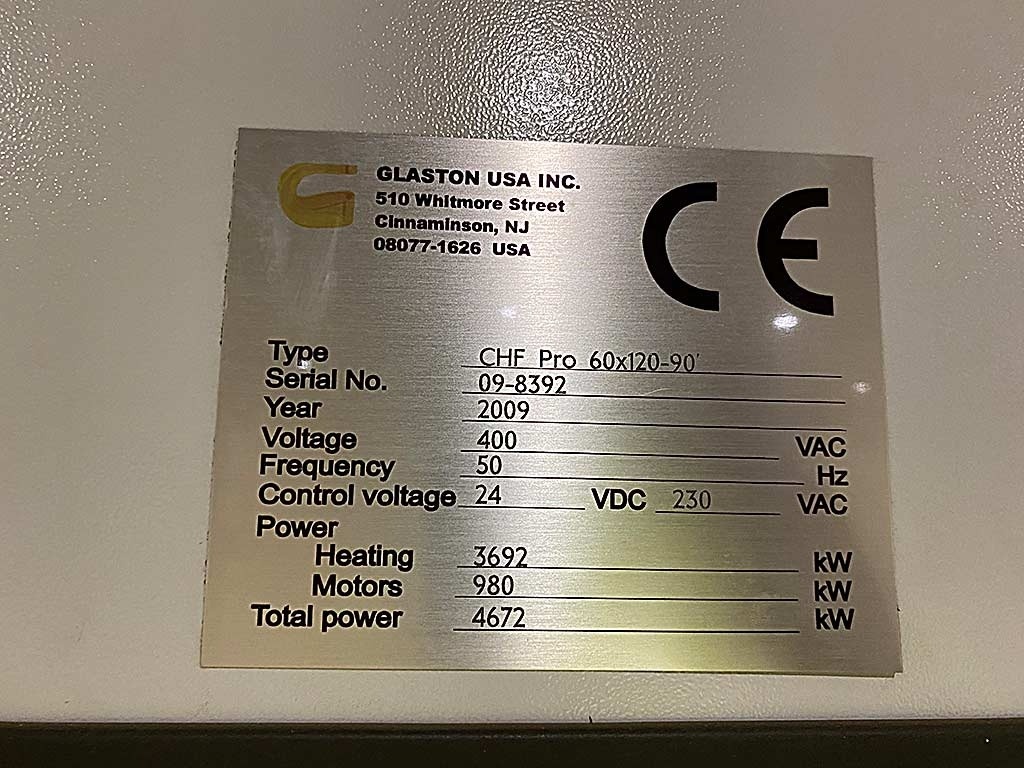 GLASTON USA INC.
510 Whitmore Street
Cinnaminson, NJ
08077-1626 USA
CE
Type CHF Pro 60x120-90'
Serial No. 09-8392
Year 2009
Voltage 400 VAC
Frequency 50 Hz
Control voltage 24 VDC 230 VAC
Power
Heating 3692 kW
Motors 980 kW
Total power 4672 kW